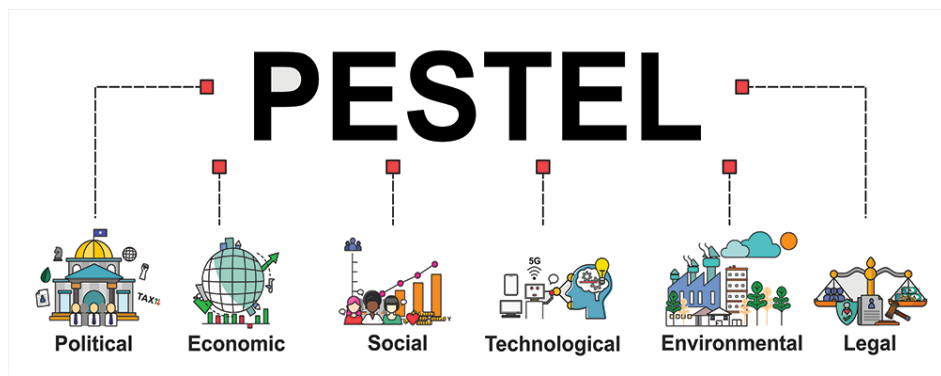 PESTEL
TAX%
5G
Political
Economic
Social
Technological
Environmental
Legal